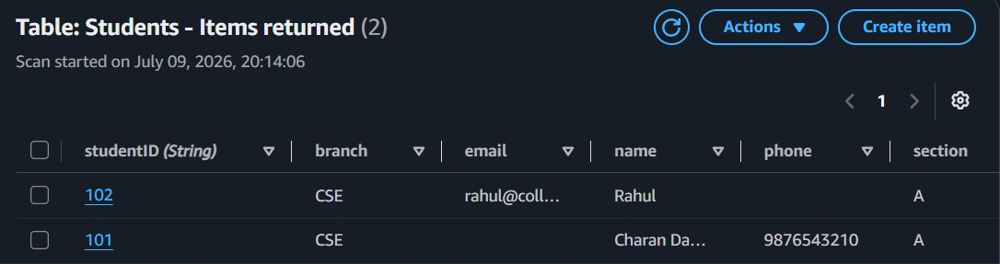 Table: Students - Items returned (2)
Actions
Create item
Scan started on July 09, 2026, 20:14:06
1
studentID (String) branch email name phone section
102 CSE rahul@coll... Rahul A
101 CSE Charan Da... 9876543210 A